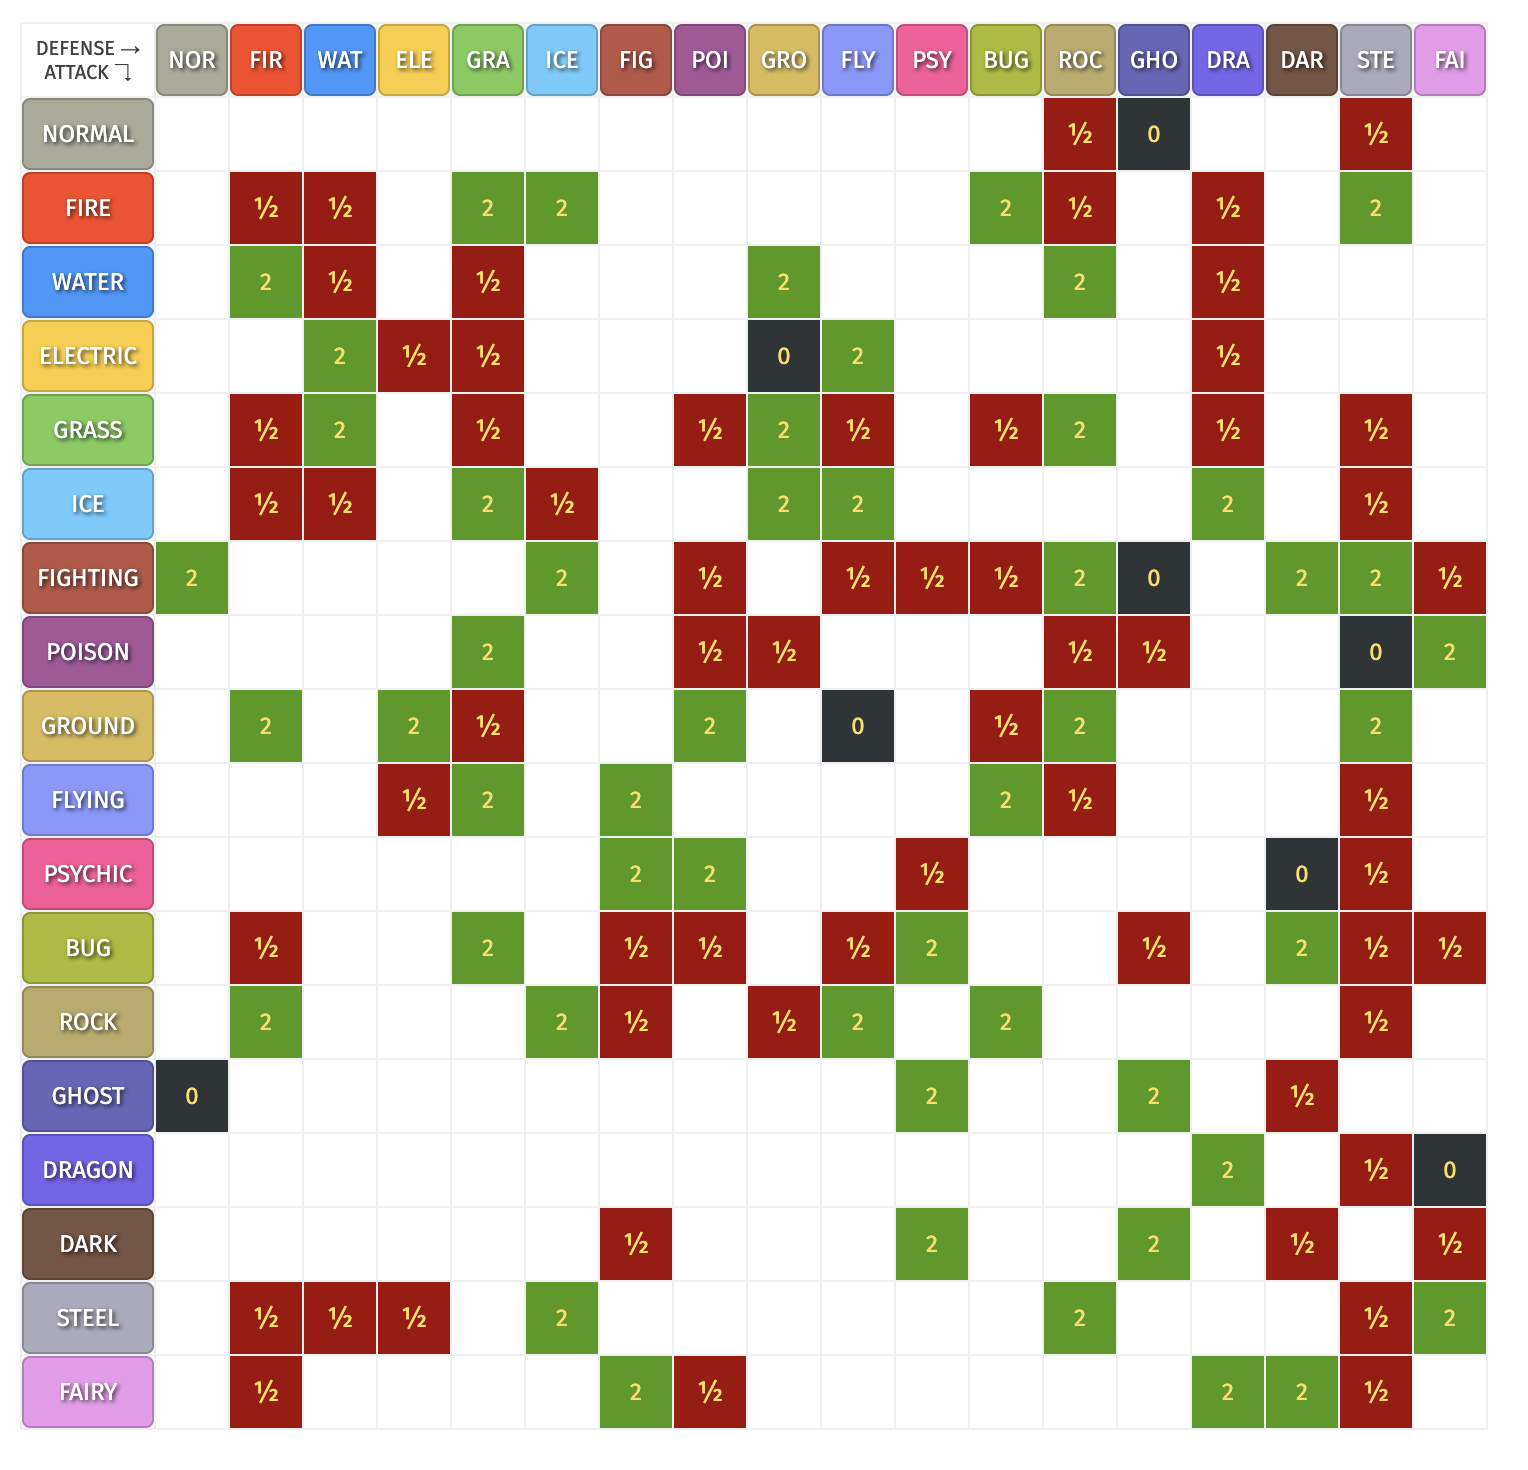 DEFENSE → NOR FIR WAT ELE GRA ICE FIG POI GRO FLY PSY BUG ROC GHO DRA DAR STE FAI
ATTACK ⤵
NORMAL ½ 0 ½
FIRE ½ ½ 2 2 2 ½ ½ 2
WATER 2 ½ ½ 2 2 ½
ELECTRIC 2 ½ ½ 0 2 ½
GRASS ½ 2 ½ ½ 2 ½ ½ 2 ½ ½
ICE ½ ½ 2 ½ 2 2 2 ½
FIGHTING 2 2 ½ ½ ½ ½ 2 0 2 2 ½
POISON 2 ½ ½ ½ ½ 0 2
GROUND 2 2 ½ 2 0 ½ 2 2
FLYING ½ 2 2 2 ½ ½
PSYCHIC 2 2 ½ 0 ½
BUG ½ 2 ½ ½ ½ 2 ½ 2 ½ ½
ROCK 2 2 ½ ½ 2 2 ½
GHOST 0 2 2 ½
DRAGON 2 ½ 0
DARK ½ 2 2 ½ ½
STEEL ½ ½ ½ 2 2 ½ 2
FAIRY ½ 2 ½ 2 2 ½